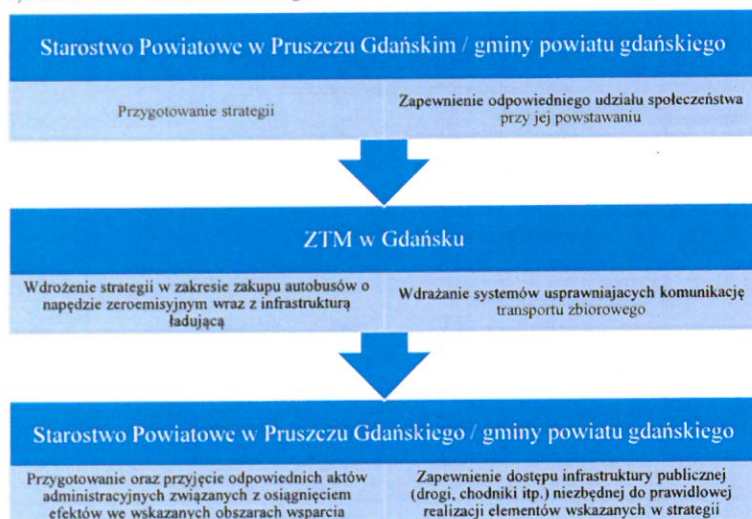 Starostwo Powiatowe w Pruszczu Gdańskim / gminy powiatu gdańskiego
Przygotowanie strategii
Zapewnienie odpowiedniego udziału społeczeństwa
przy jej powstawaniu
ZTM w Gdańsku
Wdrożenie strategii w zakresie zakupu autobusów o
napędzie zeroemisyjnym wraz z infrastrukturą
ładującą
Wdrażanie systemów usprawniajacych komunikację
transportu zbiorowego
Starostwo Powiatowe w Pruszczu Gdańskiego / gminy powiatu gdańskiego
Przygotowanie oraz przyjęcie odpowiednich aktów
administracyjnych związanych z osiągnięciem
efektów we wskazanych obszarach wsparcia
Zapewnienie dostępu infrastruktury publicznej
(drogi, chodniki itp.) niezbędnej do prawidlowej
realizacji elementów wskazanych w strategii